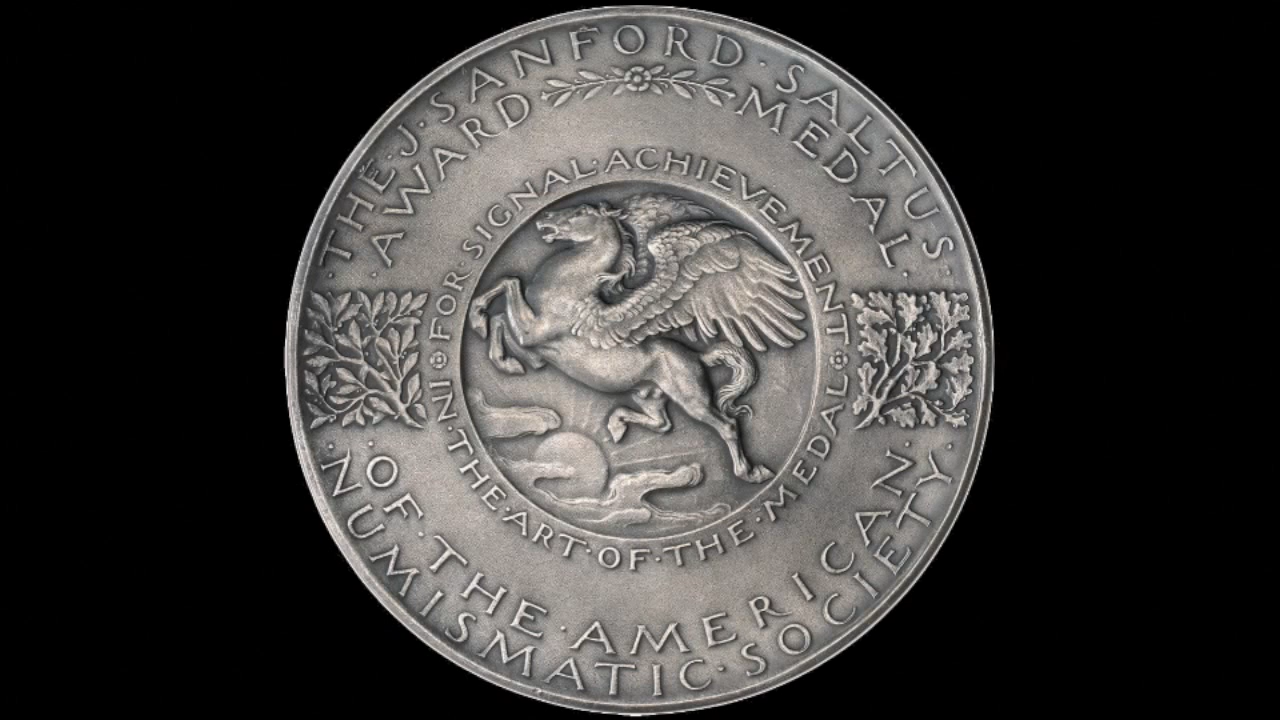 THE·J·SANFORD·SALTUS·
·AWARD MEDAL·
FOR·SIGNAL·ACHIEVEMENT
IN·THE·ART·OF·THE·MEDAL
·OF·THE·AMERICAN·
NUMISMATIC·SOCIETY·